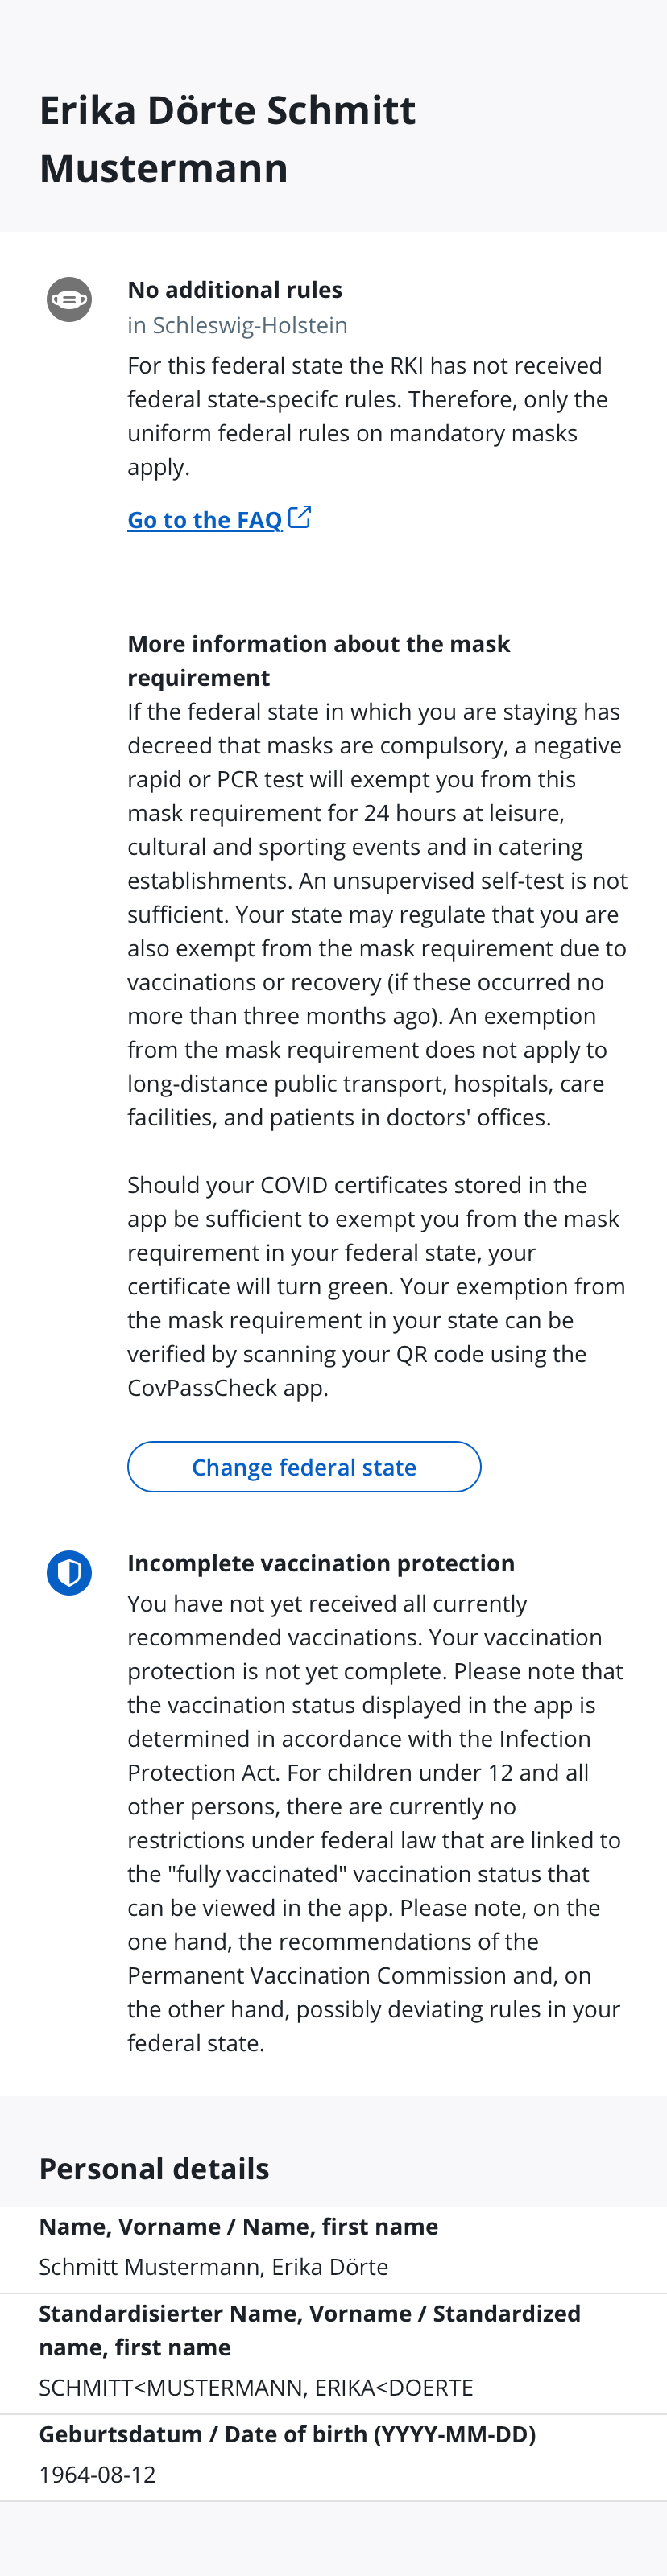 Erika Dörte Schmitt
Mustermann
No additional rules
in Schleswig-Holstein
For this federal state the RKI has not received
federal state-specifc rules. Therefore, only the
uniform federal rules on mandatory masks
apply.
Go to the FAQ
More information about the mask
requirement
If the federal state in which you are staying has
decreed that masks are compulsory, a negative
rapid or PCR test will exempt you from this
mask requirement for 24 hours at leisure,
cultural and sporting events and in catering
establishments. An unsupervised self-test is not
sufficient. Your state may regulate that you are
also exempt from the mask requirement due to
vaccinations or recovery (if these occurred no
more than three months ago). An exemption
from the mask requirement does not apply to
long-distance public transport, hospitals, care
facilities, and patients in doctors' offices.
Should your COVID certificates stored in the
app be sufficient to exempt you from the mask
requirement in your federal state, your
certificate will turn green. Your exemption from
the mask requirement in your state can be
verified by scanning your QR code using the
CovPassCheck app.
Change federal state
Incomplete vaccination protection
You have not yet received all currently
recommended vaccinations. Your vaccination
protection is not yet complete. Please note that
the vaccination status displayed in the app is
determined in accordance with the Infection
Protection Act. For children under 12 and all
other persons, there are currently no
restrictions under federal law that are linked to
the "fully vaccinated" vaccination status that
can be viewed in the app. Please note, on the
one hand, the recommendations of the
Permanent Vaccination Commission and, on
the other hand, possibly deviating rules in your
federal state.
Personal details
Name, Vorname / Name, first name
Schmitt Mustermann, Erika Dörte
Standardisierter Name, Vorname / Standardized
name, first name
SCHMITT<MUSTERMANN, ERIKA<DOERTE
Geburtsdatum / Date of birth (YYYY-MM-DD)
1964-08-12